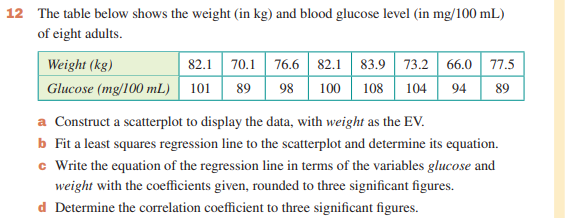 12 The table below shows the weight (in kg) and blood glucose level (in mg/100 mL)
of eight adults.
Weight (kg) 82.1 70.1 76.6 82.1 83.9 73.2 66.0 77.5
Glucose (mg/100 mL) 101 89 98 100 108 104 94 89
a Construct a scatterplot to display the data, with weight as the EV.
b Fit a least squares regression line to the scatterplot and determine its equation.
c Write the equation of the regression line in terms of the variables glucose and
weight with the coefficients given, rounded to three significant figures.
d Determine the correlation coefficient to three significant figures.